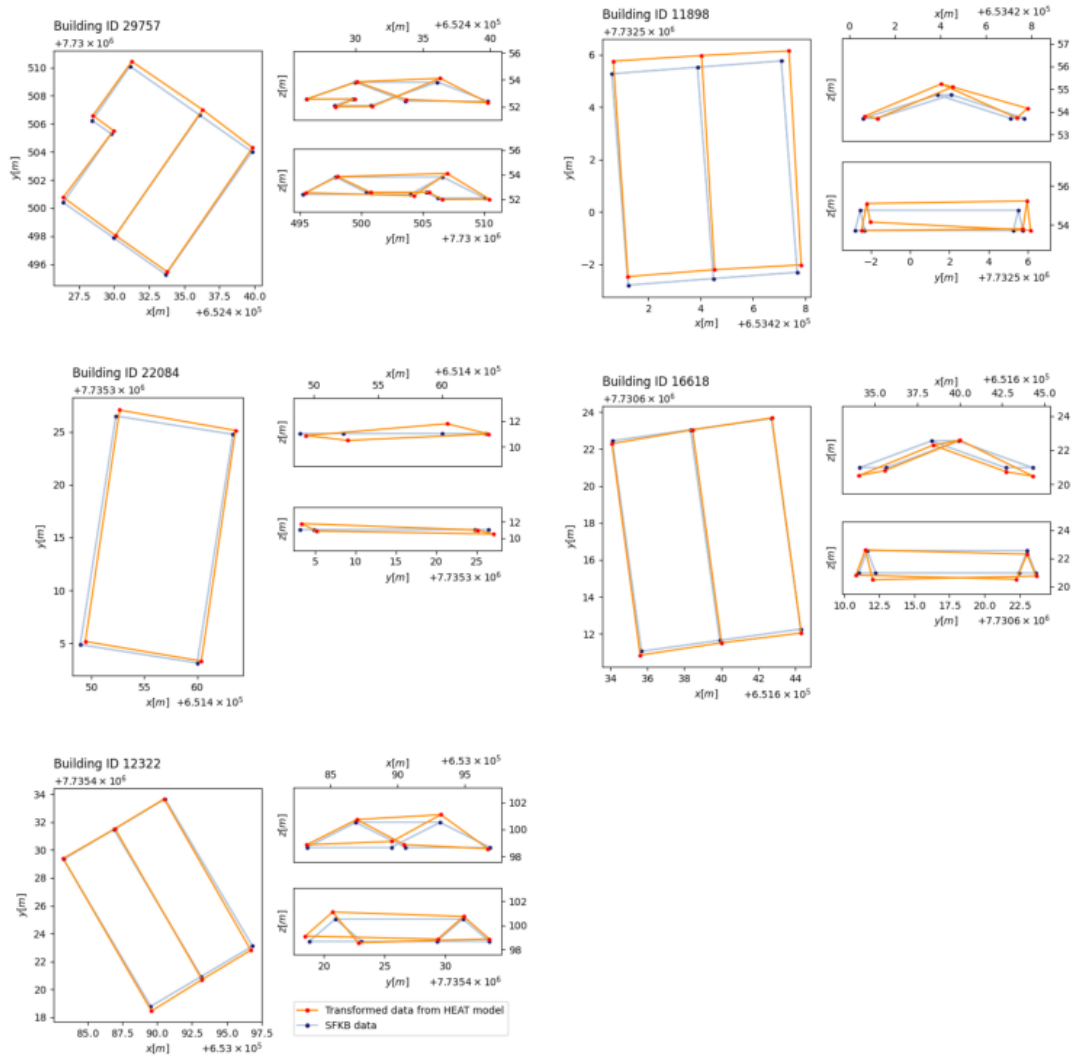 Building ID 29757
+7.73 × 10⁶
510
508
506
504
502
500
498
496
y[m]
27.5 30.0 32.5 35.0 37.5 40.0
x[m] +6.524 × 10⁵
x[m] +6.524 × 10⁵
30 35 40
z[m]
56
54
52
z[m]
56
54
52
495 500 505 510
y[m] +7.73 × 10⁶
Building ID 11898
+7.7325 × 10⁶
6
4
2
0
−2
y[m]
2 4 6 8
x[m] +6.5342 × 10⁵
x[m] +6.5342 × 10⁵
0 2 4 6 8
z[m]
57
56
55
54
53
z[m]
56
54
−2 0 2 4 6
y[m] +7.7325 × 10⁶
Building ID 22084
+7.7353 × 10⁶
25
20
15
10
5
y[m]
50 55 60
x[m] +6.514 × 10⁵
x[m] +6.514 × 10⁵
50 60
z[m]
12
10
z[m]
12
10
5 10 15 20 25
y[m] +7.7353 × 10⁶
Building ID 16618
+7.7306 × 10⁶
24
22
20
18
16
14
12
y[m]
34 36 38 40 42 44
x[m] +6.516 × 10⁵
x[m] +6.516 × 10⁵
35.0 37.5 40.0 42.5 45.0
z[m]
24
22
20
z[m]
24
22
20
10.0 12.5 15.0 17.5 20.0 22.5
y[m] +7.7306 × 10⁶
Building ID 12322
+7.7354 × 10⁶
34
32
30
28
26
24
22
20
18
y[m]
85.0 87.5 90.0 92.5 95.0 97.5
x[m] +6.53 × 10⁵
x[m] +6.53 × 10⁵
85 90 95
z[m]
102
100
98
z[m]
102
100
98
20 25 30
y[m] +7.7354 × 10⁶
Transformed data from HEAT model
SFKB data